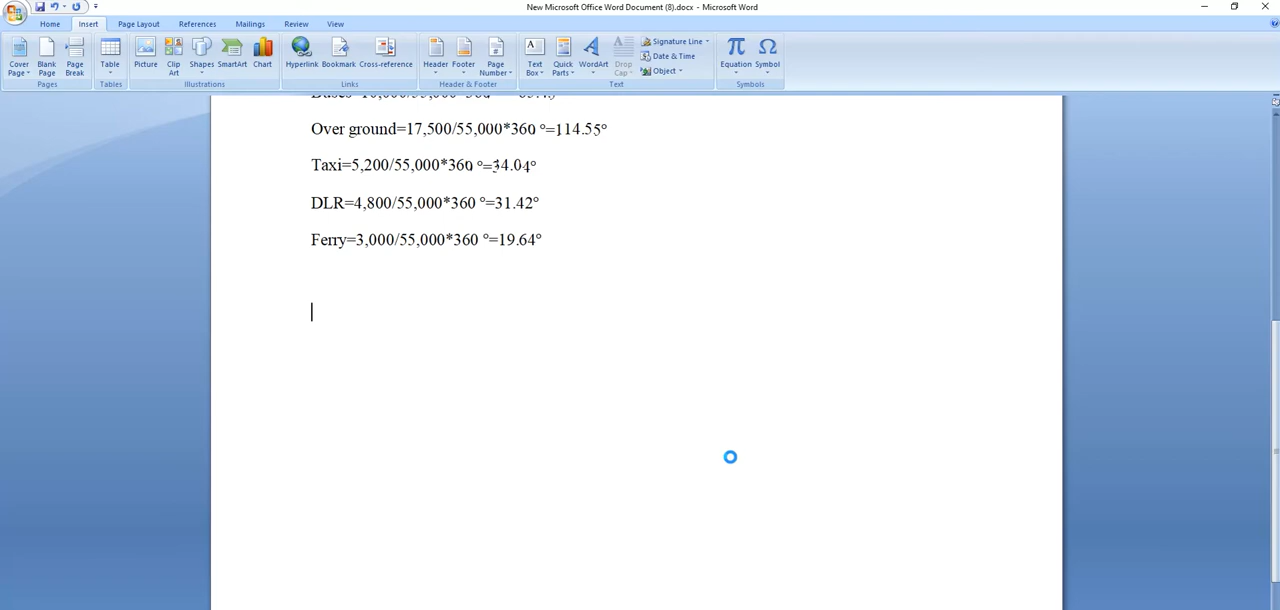 New Microsoft Office Word Document (8).docx - Microsoft Word
Home Insert Page Layout References Mailings Review View
Cover Page Blank Page Page Break Table Picture Clip Art Shapes SmartArt Chart Hyperlink Bookmark Cross-reference Header Footer Page Number Text Box Quick Parts WordArt Drop Cap Signature Line Date & Time Object Equation Symbol
Pages Tables Illustrations Links Header & Footer Text Symbols
Over ground=17,500/55,000*360 °=114.55°
Taxi=5,200/55,000*360 °=34.04°
DLR=4,800/55,000*360 °=31.42°
Ferry=3,000/55,000*360 °=19.64°